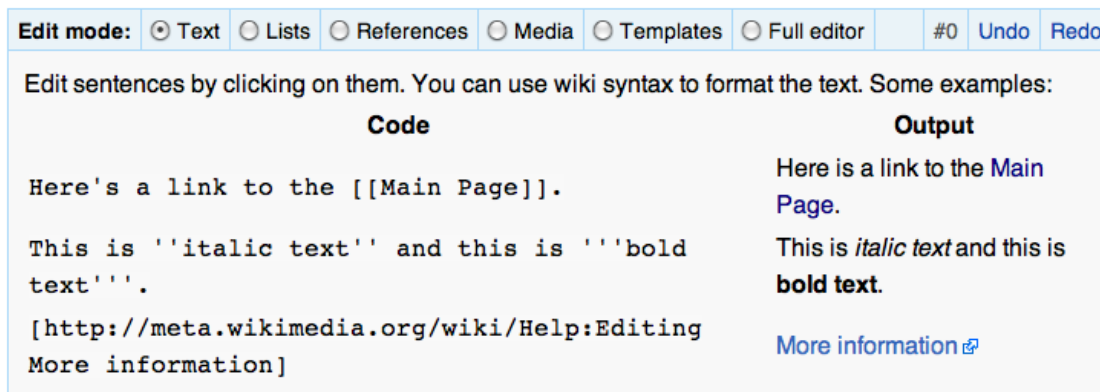 Edit mode: Text Lists References Media Templates Full editor #0 Undo Redo
Edit sentences by clicking on them. You can use wiki syntax to format the text. Some examples:
Code Output
Here's a link to the [[Main Page]].
Here is a link to the Main
Page.
This is ''italic text'' and this is '''bold
text'''.
This is italic text and this is
bold text.
[http://meta.wikimedia.org/wiki/Help:Editing
More information]
More information